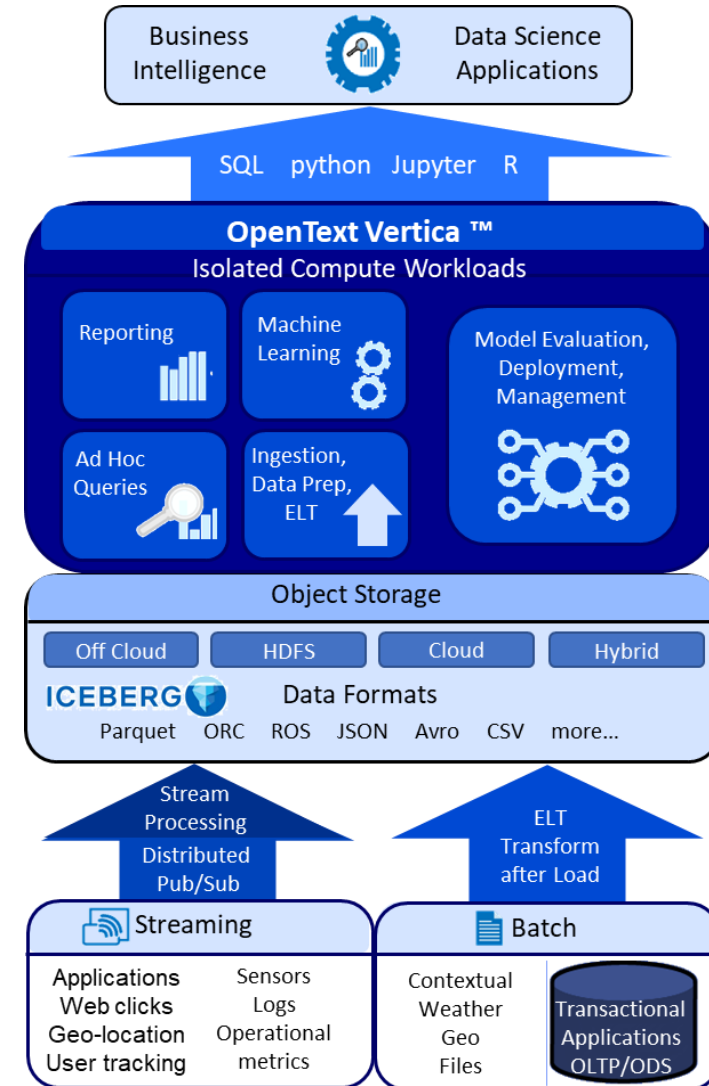 Business
Intelligence
Data Science
Applications
SQL python Jupyter R
OpenText Vertica ™
Isolated Compute Workloads
Reporting
Machine
Learning
Model Evaluation,
Deployment,
Management
Ad Hoc
Queries
Ingestion,
Data Prep,
ELT
Object Storage
Off Cloud HDFS Cloud Hybrid
ICEBERG Data Formats
Parquet ORC ROS JSON Avro CSV more...
Stream
Processing
Distributed
Pub/Sub
ELT
Transform
after Load
Streaming
Applications
Web clicks
Geo-location
User tracking
Sensors
Logs
Operational
metrics
Batch
Contextual
Weather
Geo
Files
Transactional
Applications
OLTP/ODS